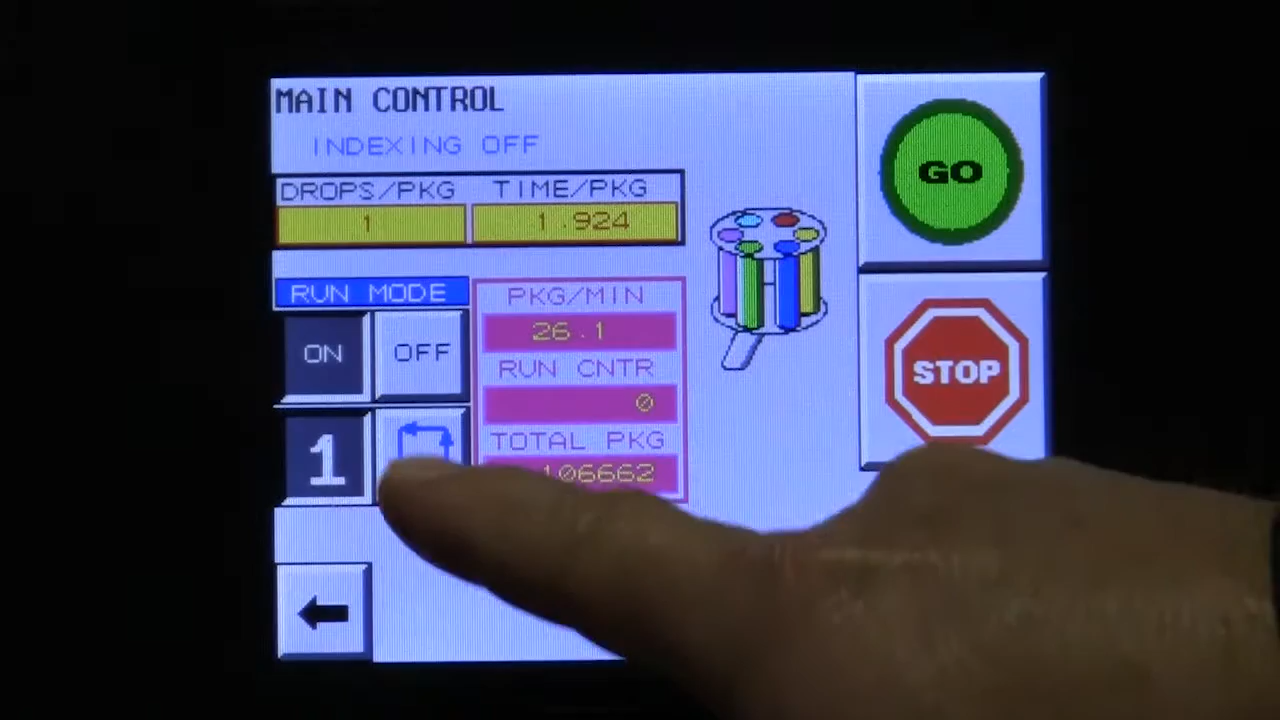 MAIN CONTROL
INDEXING OFF
DROPS/PKG TIME/PKG
1 1.924
RUN MODE
ON OFF
1
PKG/MIN
26.1
RUN CNTR
0
TOTAL PKG
106662
GO
STOP